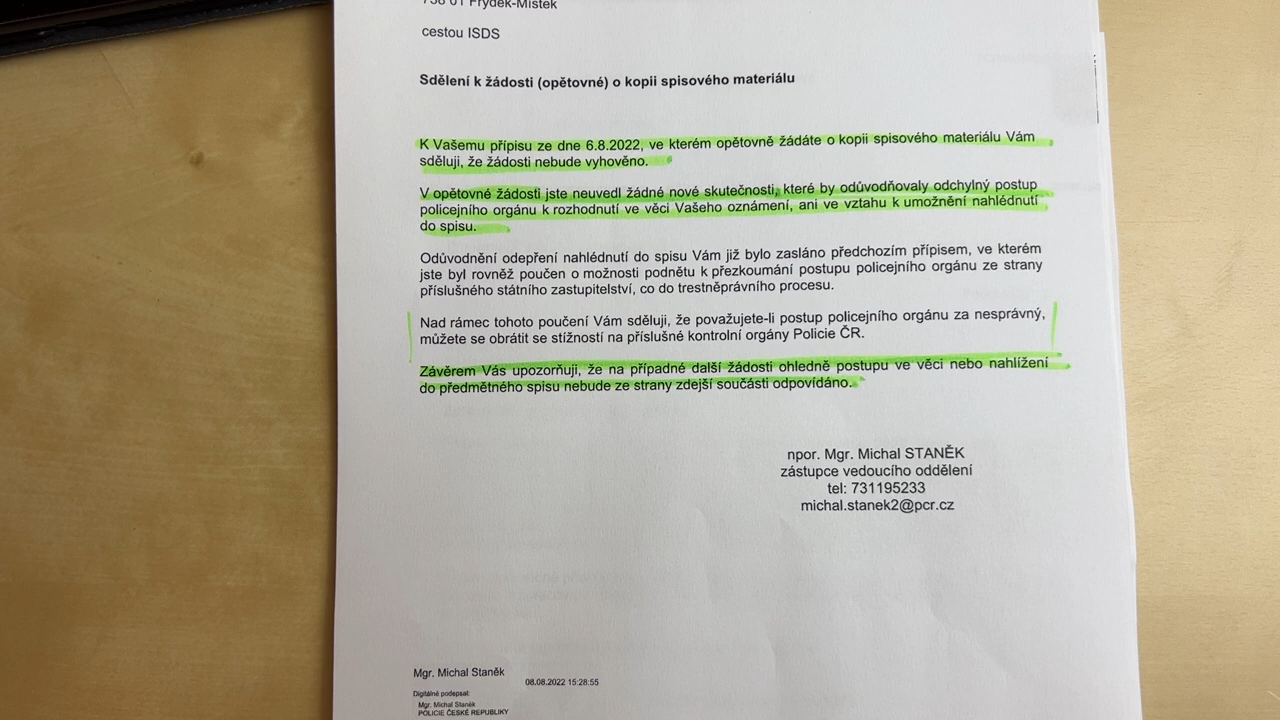 738 01 Frýdek-Místek
cestou ISDS
Sdělení k žádosti (opětovné) o kopii spisového materiálu
K Vašemu přípisu ze dne 6.8.2022, ve kterém opětovně žádáte o kopii spisového materiálu Vám
sděluji, že žádosti nebude vyhověno.
V opětovné žádosti jste neuvedl žádné nové skutečnosti, které by odůvodňovaly odchylný postup
policejního orgánu k rozhodnutí ve věci Vašeho oznámení, ani ve vztahu k umožnění nahlédnutí
do spisu.
Odůvodnění odepření nahlédnutí do spisu Vám již bylo zasláno předchozím přípisem, ve kterém
jste byl rovněž poučen o možnosti podnětu k přezkoumání postupu policejního orgánu ze strany
příslušného státního zastupitelství, co do trestněprávního procesu.
Nad rámec tohoto poučení Vám sděluji, že považujete-li postup policejního orgánu za nesprávný,
můžete se obrátit se stížností na příslušné kontrolní orgány Policie ČR.
Závěrem Vás upozorňuji, že na případné další žádosti ohledně postupu ve věci nebo nahlížení
do předmětného spisu nebude ze strany zdejší součásti odpovídáno.
npor. Mgr. Michal STANĚK
zástupce vedoucího oddělení
tel: 731195233
michal.stanek2@pcr.cz
Mgr. Michal Staněk
08.08.2022 15:28:55
Digitálně podepsal:
Mgr. Michal Staněk
POLICIE ČESKÉ REPUBLIKY